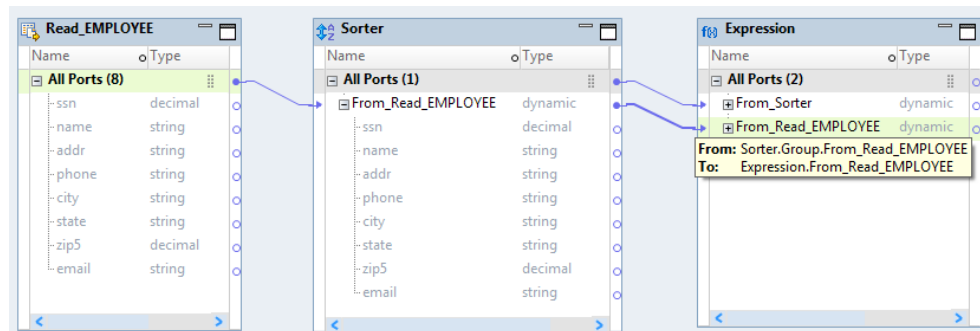 Read_EMPLOYEE
Name Type
All Ports (8)
ssn decimal
name string
addr string
phone string
city string
state string
zip5 decimal
email string
Sorter
Name Type
All Ports (1)
From_Read_EMPLOYEE dynamic
ssn decimal
name string
addr string
phone string
city string
state string
zip5 decimal
email string
f(x) Expression
Name Type
All Ports (2)
From_Sorter dynamic
From_Read_EMPLOYEE dynamic
From: Sorter.Group.From_Read_EMPLOYEE
To: Expression.From_Read_EMPLOYEE